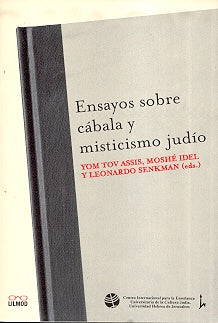 Ensayos sobre
cábala y
misticismo judío
YOM TOV ASSIS, MOSHÉ IDEL
Y LEONARDO SENKMAN (eds.)
LILMOD
Centro Internacional para la Enseñanza
Universitaria de la Cultura Judía,
Universidad Hebrea de Jerusalén